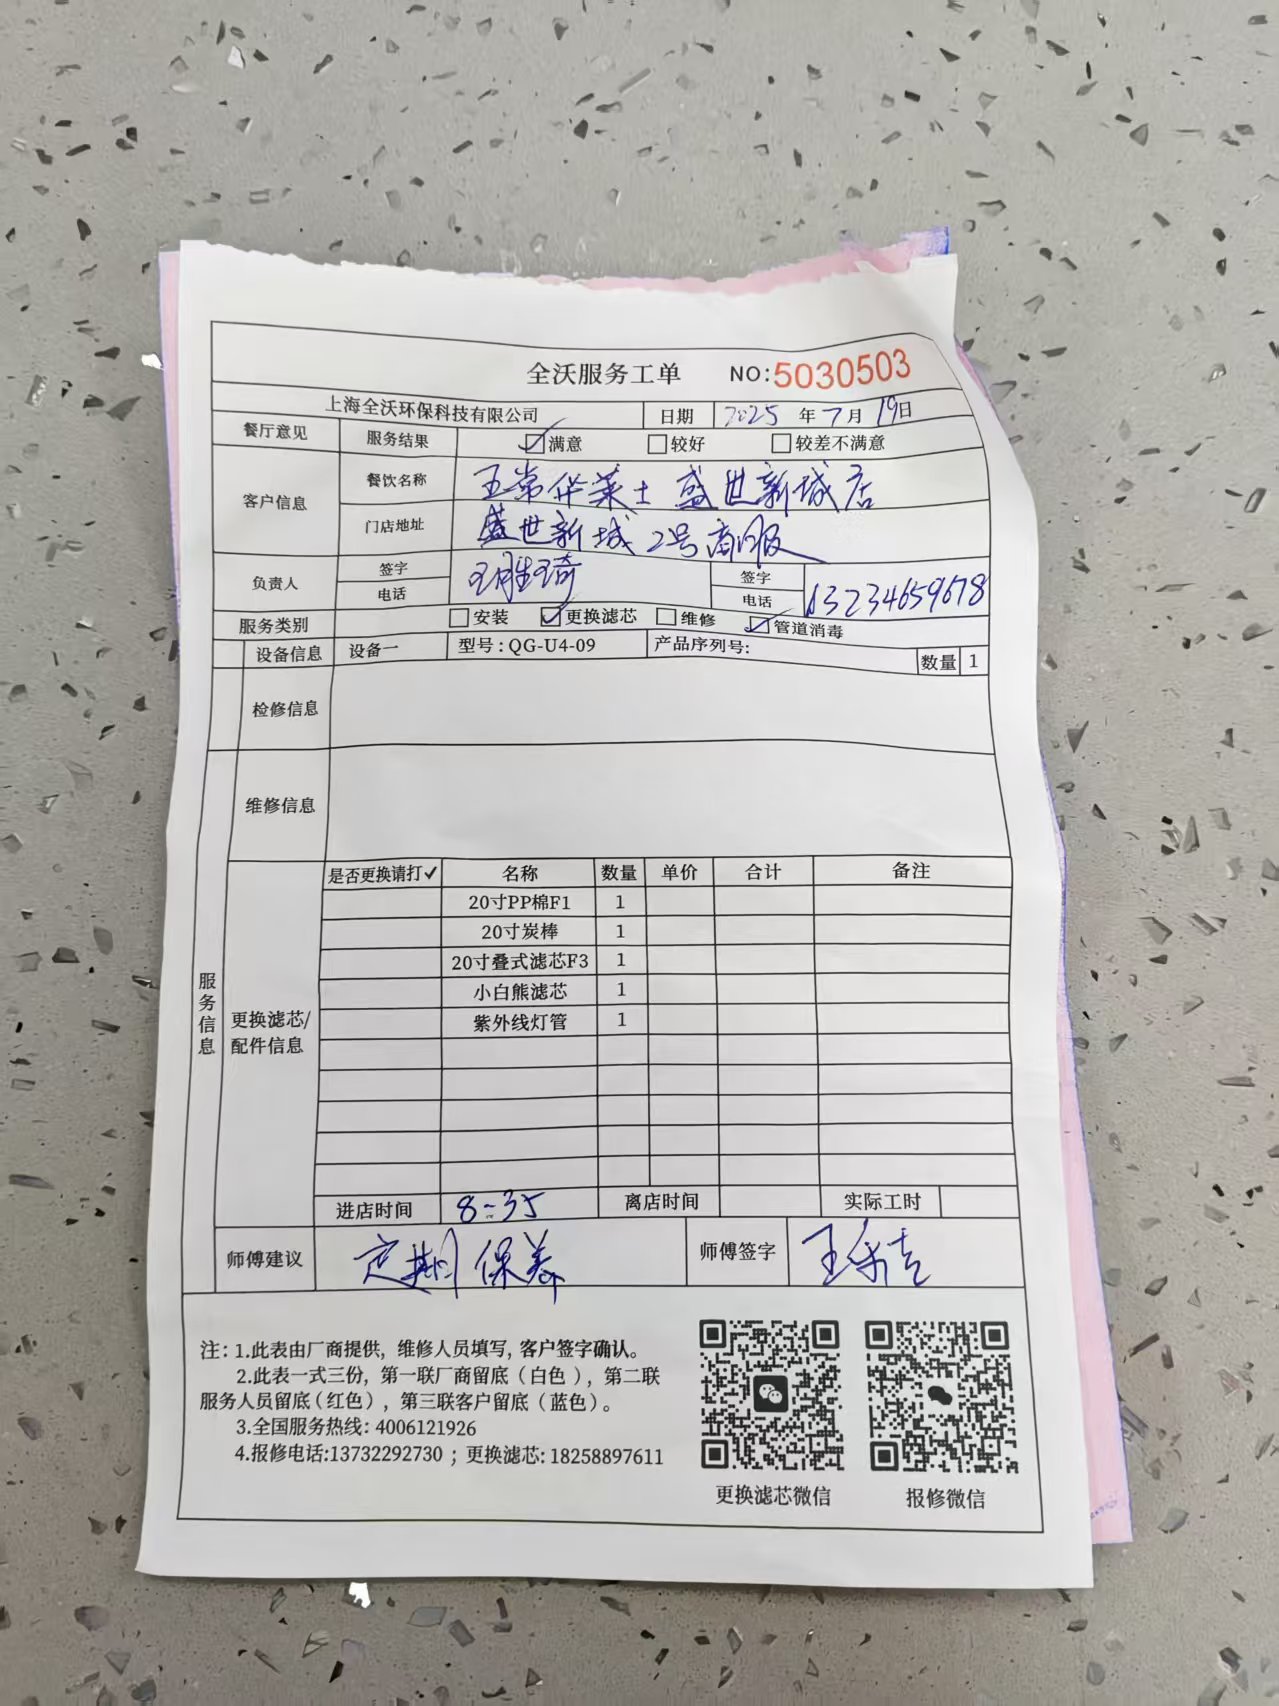 全沃服务工单 NO:5030503
上海全沃环保科技有限公司 日期 2025 年 7 月 19 日
餐厅意见 服务结果 满意 较好 较差不满意
客户信息 餐饮名称 王常华莱士 盛世新城店
门店地址 盛世新城 2号商服
负责人 签字 签字
电话 电话 13234659678
服务类别 安装 更换滤芯 维修 管道消毒
设备信息 设备一 型号：QG-U4-09 产品序列号: 数量 1
检修信息
维修信息
服务信息
更换滤芯/
配件信息
是否更换请打✓ 名称 数量 单价 合计 备注
20寸PP棉F1 1
20寸炭棒 1
20寸叠式滤芯F3 1
小白熊滤芯 1
紫外线灯管 1
进店时间 8:35 离店时间 实际工时
师傅建议 定期 保养 师傅签字
注：1.此表由厂商提供，维修人员填写，客户签字确认。
2.此表一式三份，第一联厂商留底（白色），第二联
服务人员留底（红色），第三联客户留底（蓝色）。
3.全国服务热线：4006121926
4.报修电话:13732292730；更换滤芯: 18258897611
更换滤芯微信 报修微信